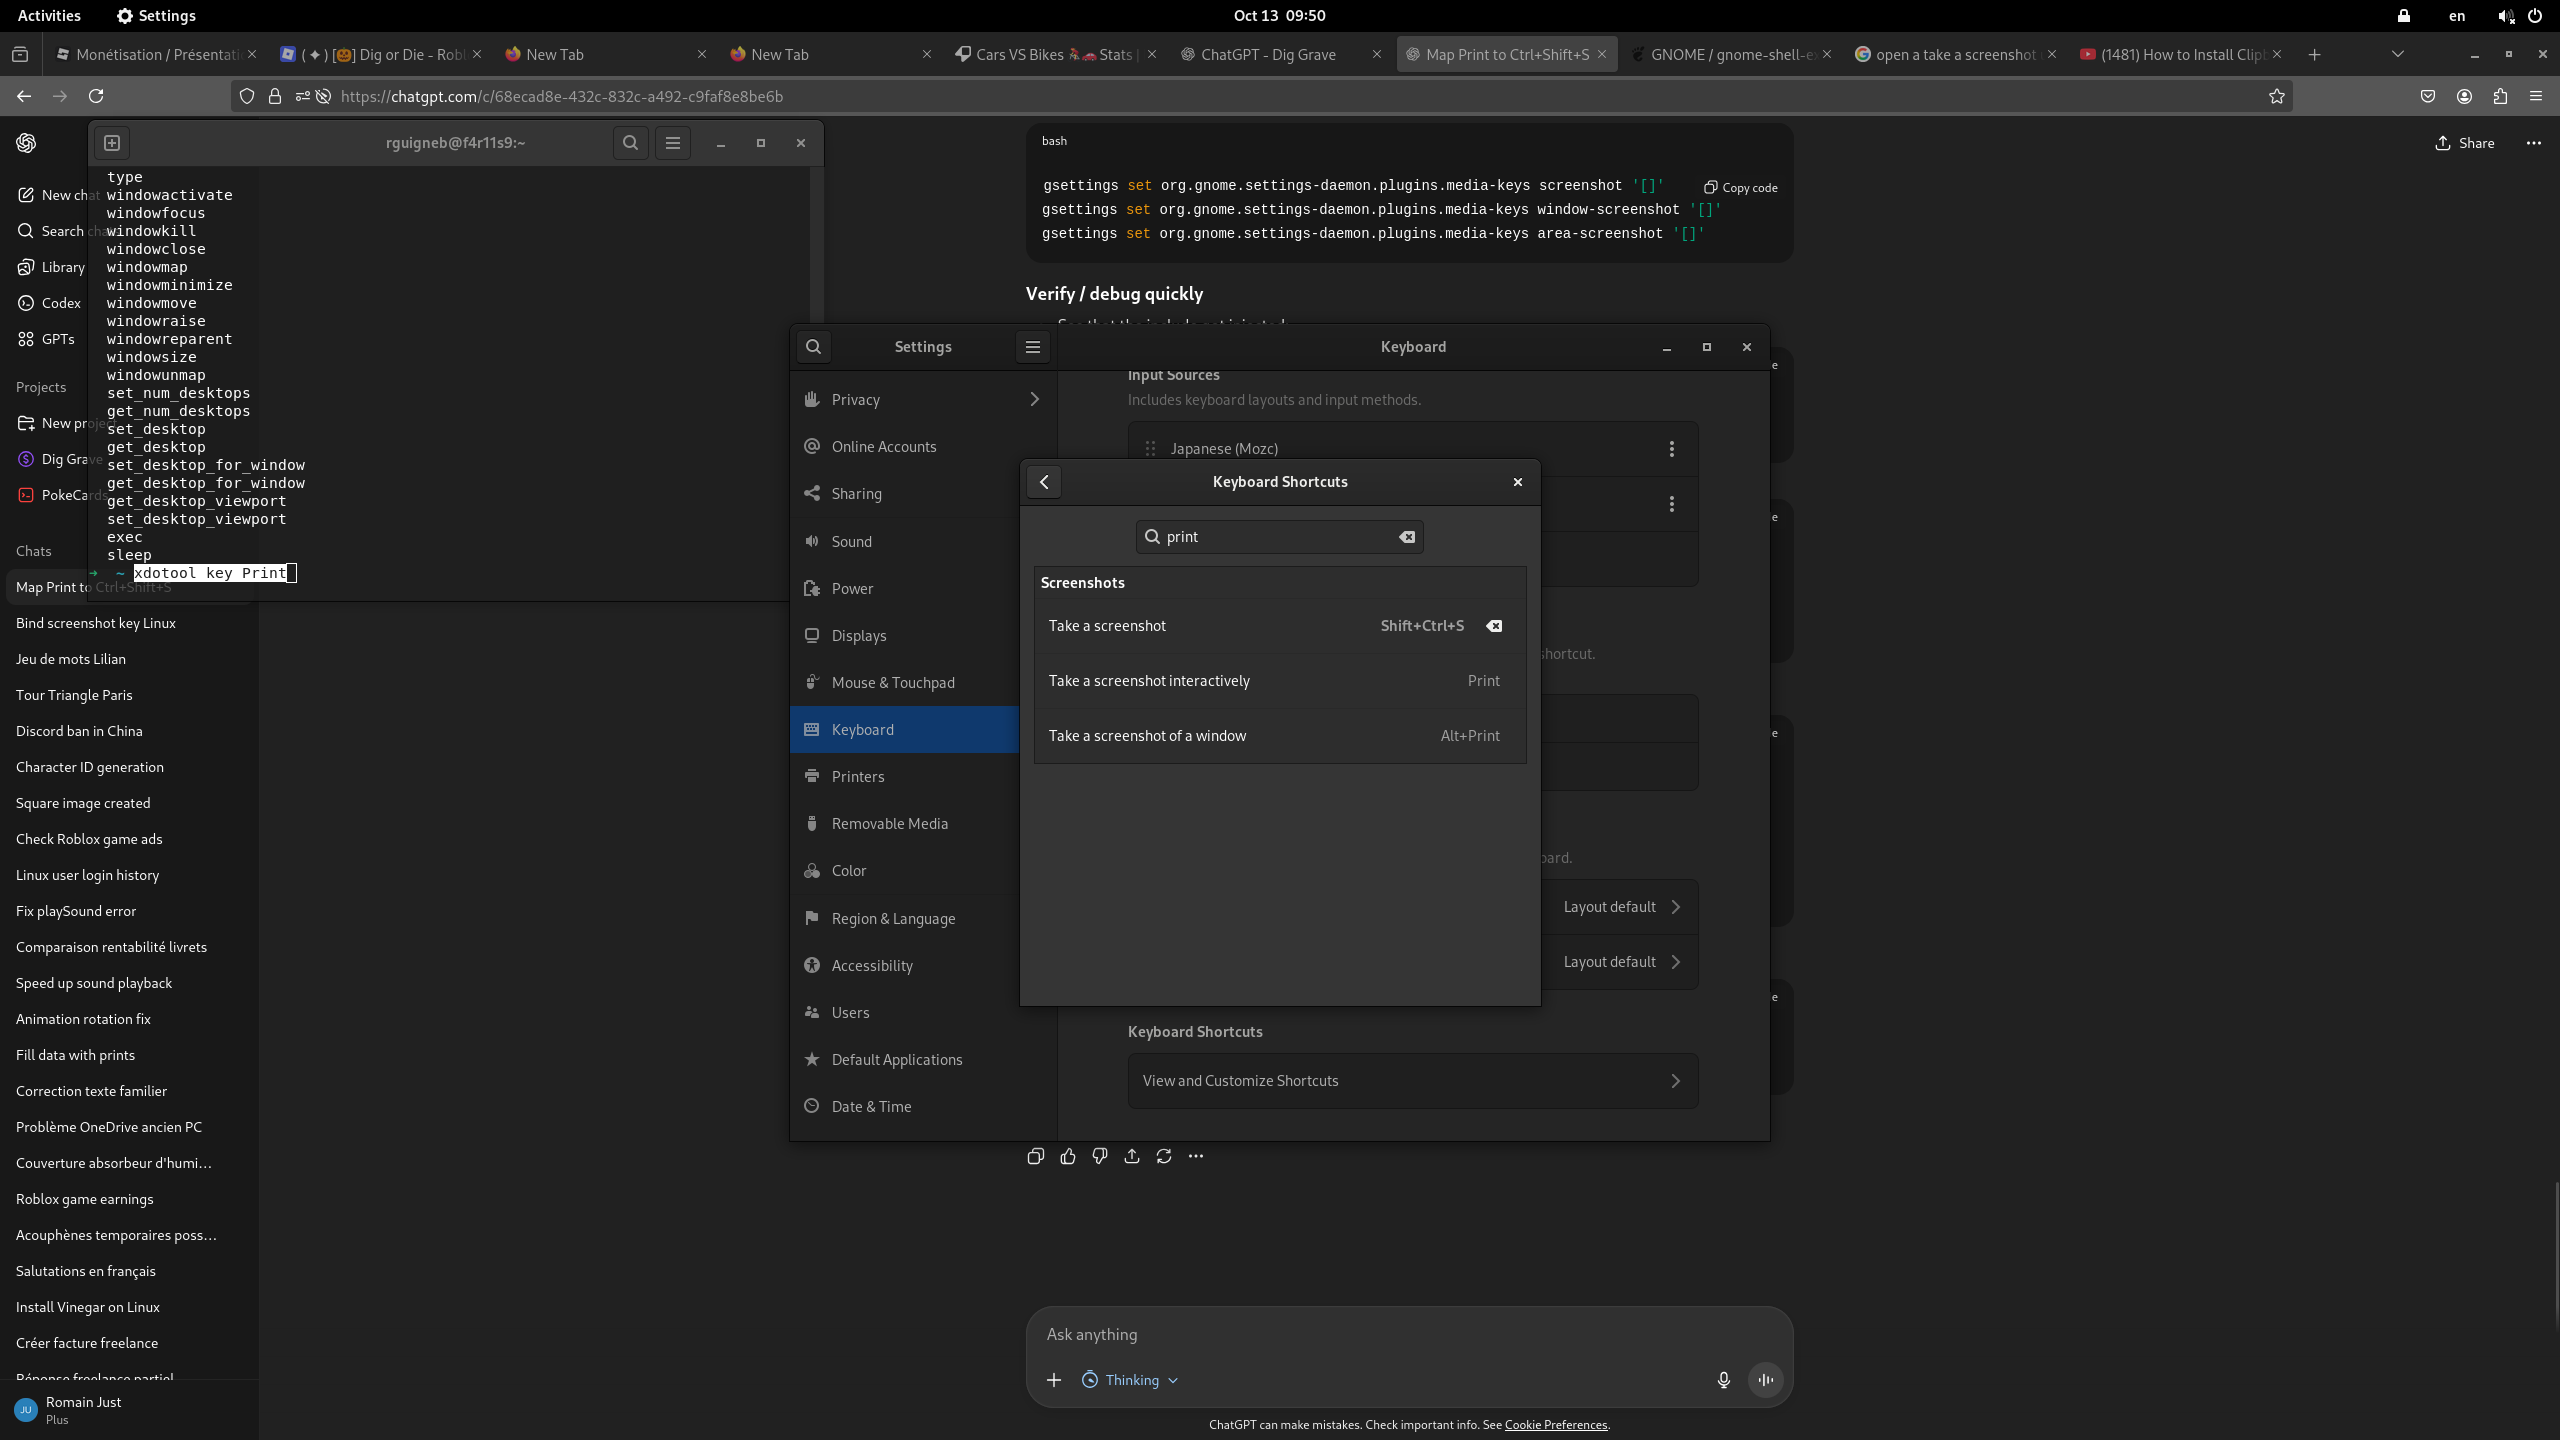 Activities
Settings
Oct 13 09:50
en
Monétisation / Présentati
( ✦ ) [🎃] Dig or Die - Rob
New Tab
New Tab
Cars VS Bikes 🚴🚗 Stats |
ChatGPT - Dig Grave
Map Print to Ctrl+Shift+S
GNOME / gnome-shell-ex
open a take a screenshot
(1481) How to Install Clipb
https://chatgpt.com/c/68ecad8e-432c-832c-a492-c9faf8e8be6b
New chat
Search chats
Library
Codex
GPTs
Projects
New project
Dig Grave
PokeCards
Chats
Map Print to Ctrl+Shift+S
Bind screenshot key Linux
Jeu de mots Lilian
Tour Triangle Paris
Discord ban in China
Character ID generation
Square image created
Check Roblox game ads
Linux user login history
Fix playSound error
Comparaison rentabilité livrets
Speed up sound playback
Animation rotation fix
Fill data with prints
Correction texte familier
Problème OneDrive ancien PC
Couverture absorbeur d'humi…
Roblox game earnings
Acouphènes temporaires poss…
Salutations en français
Install Vinegar on Linux
Créer facture freelance
Réponse freelance partiel
JU
Romain Just
Plus
rguigneb@f4r11s9:~
type
windowactivate
windowfocus
windowkill
windowclose
windowmap
windowminimize
windowmove
windowraise
windowreparent
windowsize
windowunmap
set_num_desktops
get_num_desktops
set_desktop
get_desktop
set_desktop_for_window
get_desktop_for_window
get_desktop_viewport
set_desktop_viewport
exec
sleep
➜ ~ xdotool key Print
Share
bash
Copy code
gsettings set org.gnome.settings-daemon.plugins.media-keys screenshot '[]'
gsettings set org.gnome.settings-daemon.plugins.media-keys window-screenshot '[]'
gsettings set org.gnome.settings-daemon.plugins.media-keys area-screenshot '[]'
Verify / debug quickly
Settings
Privacy
Online Accounts
Sharing
Sound
Power
Displays
Mouse & Touchpad
Keyboard
Printers
Removable Media
Color
Region & Language
Accessibility
Users
Default Applications
Date & Time
Keyboard
Input Sources
Includes keyboard layouts and input methods.
Japanese (Mozc)
shortcut.
Layout default
Layout default
Keyboard Shortcuts
View and Customize Shortcuts
Keyboard Shortcuts
print
Screenshots
Take a screenshot
Shift+Ctrl+S
Take a screenshot interactively
Print
Take a screenshot of a window
Alt+Print
Ask anything
Thinking
ChatGPT can make mistakes. Check important info. See Cookie Preferences.